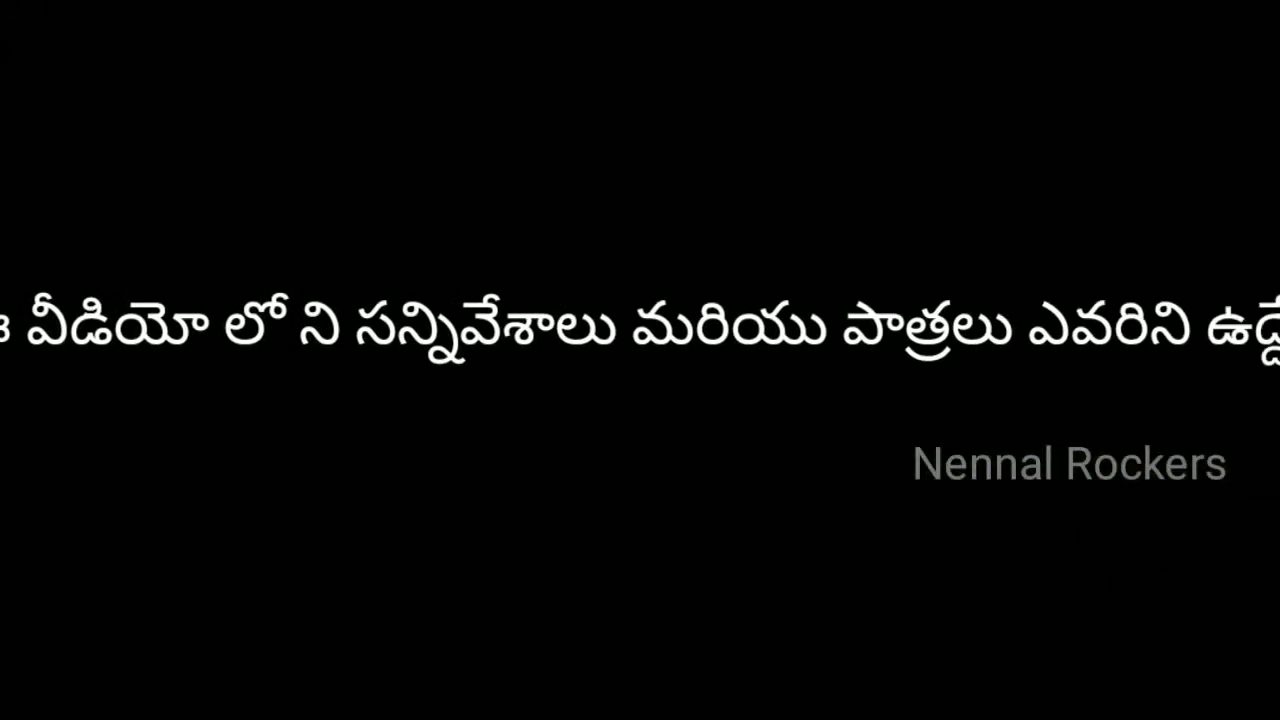 వీడియో లో ని సన్నివేశాలు మరియు పాత్రలు ఎవరిని
Nennal Rockers